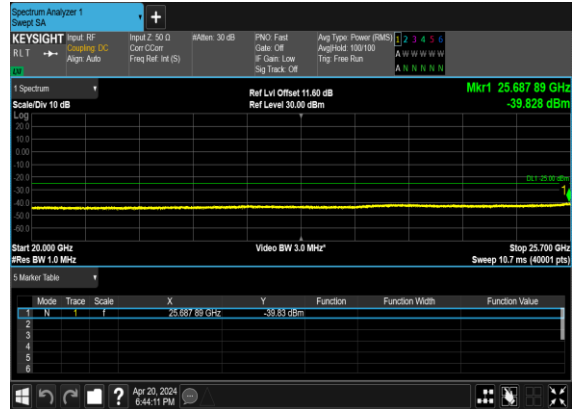 Spectrum Analyzer 1
Swept SA
+
KEYSIGHT Input: RF Input Z: 50 Ω #Atten: 30 dB PNO: Fast Avg Type: Power (RMS) 1 2 3 4 5 6
RLT Coupling: DC Corr CCorr Gate: Off Avg|Hold: 100/100 A W W W W W
Align: Auto Freq Ref: Int (S) IF Gain: Low Trig: Free Run
Sig Track: Off A N N N N N
1 Spectrum Ref Lvl Offset 11.60 dB Mkr1 25.687 89 GHz
Scale/Div 10 dB Ref Level 30.00 dBm -39.828 dBm
Log
20.0
10.0
0.00
-10.0
-20.0
DL1 -25.00 dBm
-30.0
1
-40.0
-50.0
-60.0
Start 20.000 GHz Video BW 3.0 MHz* Stop 25.700 GHz
#Res BW 1.0 MHz Sweep 10.7 ms (40001 pts)
5 Marker Table
Mode Trace Scale X Y Function Function Width Function Value
1 N 1 f 25.687 89 GHz -39.83 dBm
2
3
4
5
6
? Apr 20, 2024
6:44:11 PM